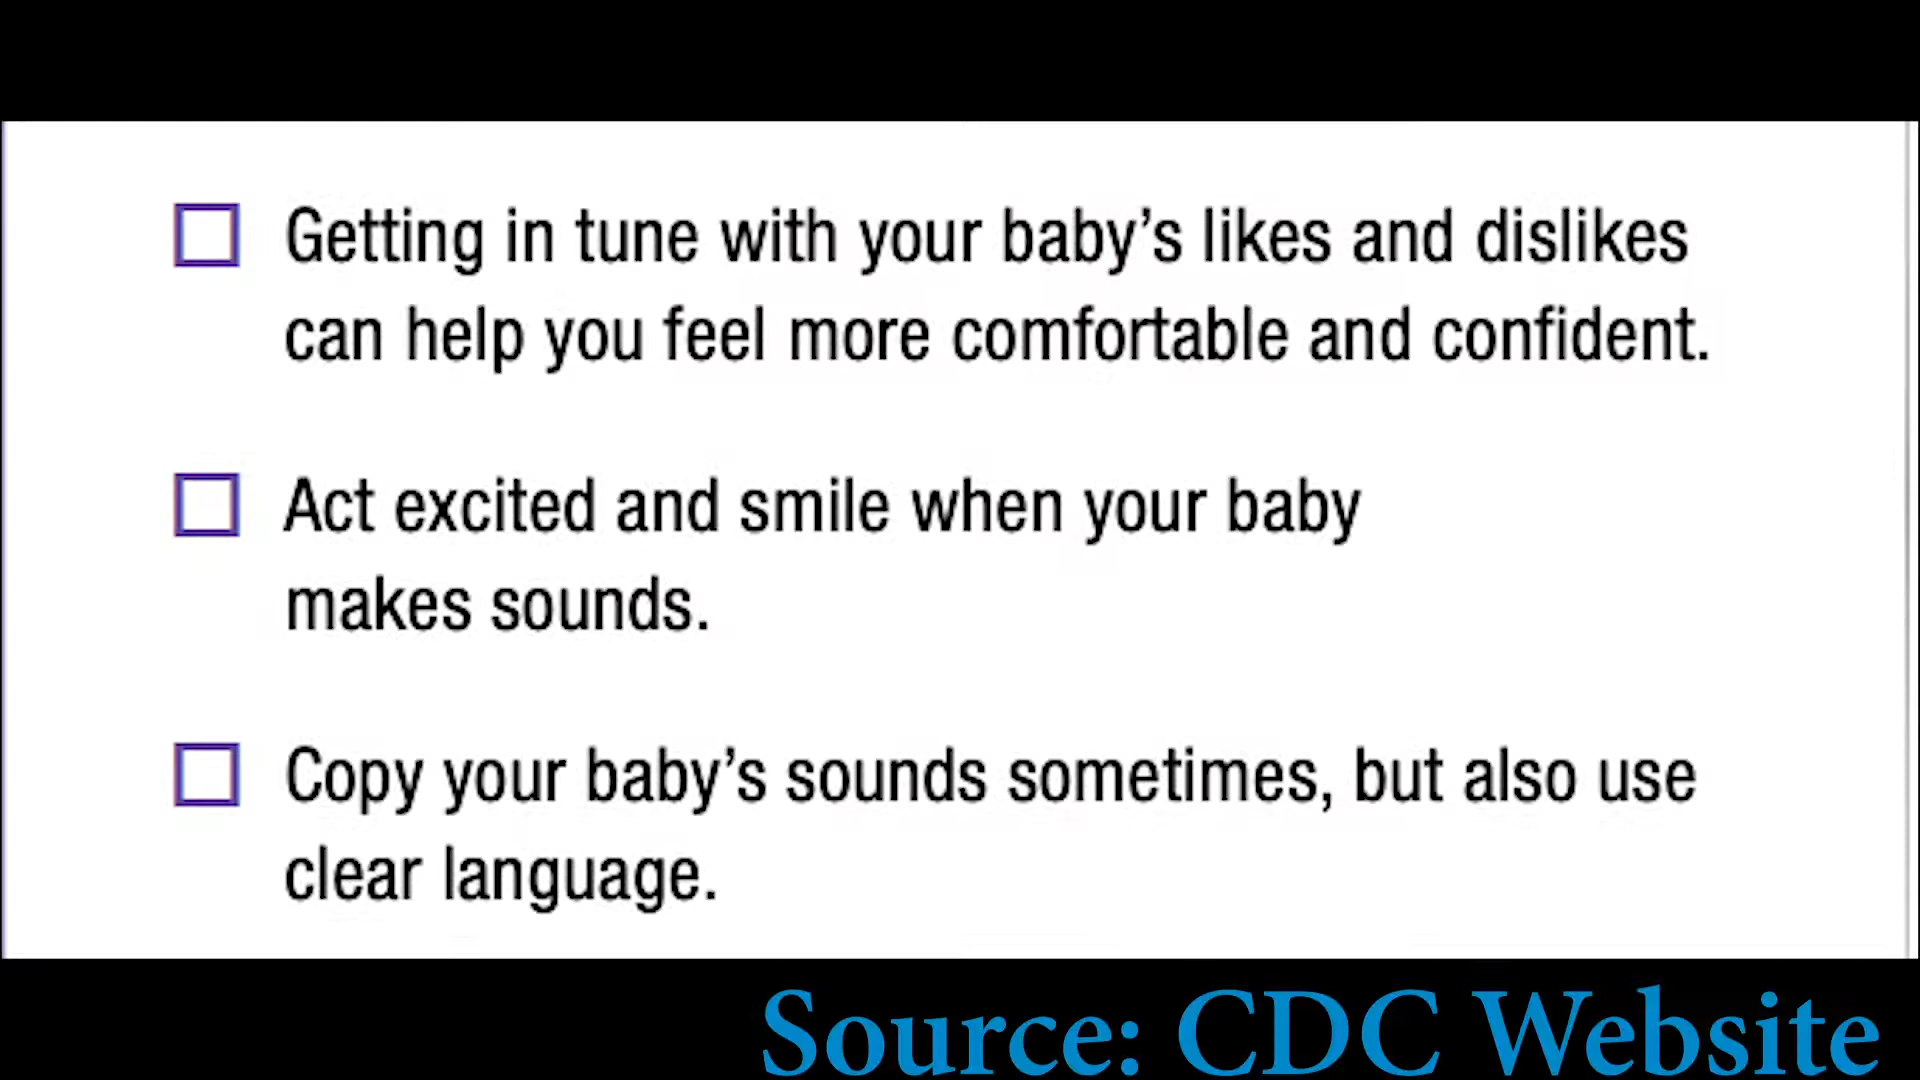 Getting in tune with your baby’s likes and dislikes
can help you feel more comfortable and confident.
Act excited and smile when your baby
makes sounds.
Copy your baby’s sounds sometimes, but also use
clear language.
Source: CDC Website